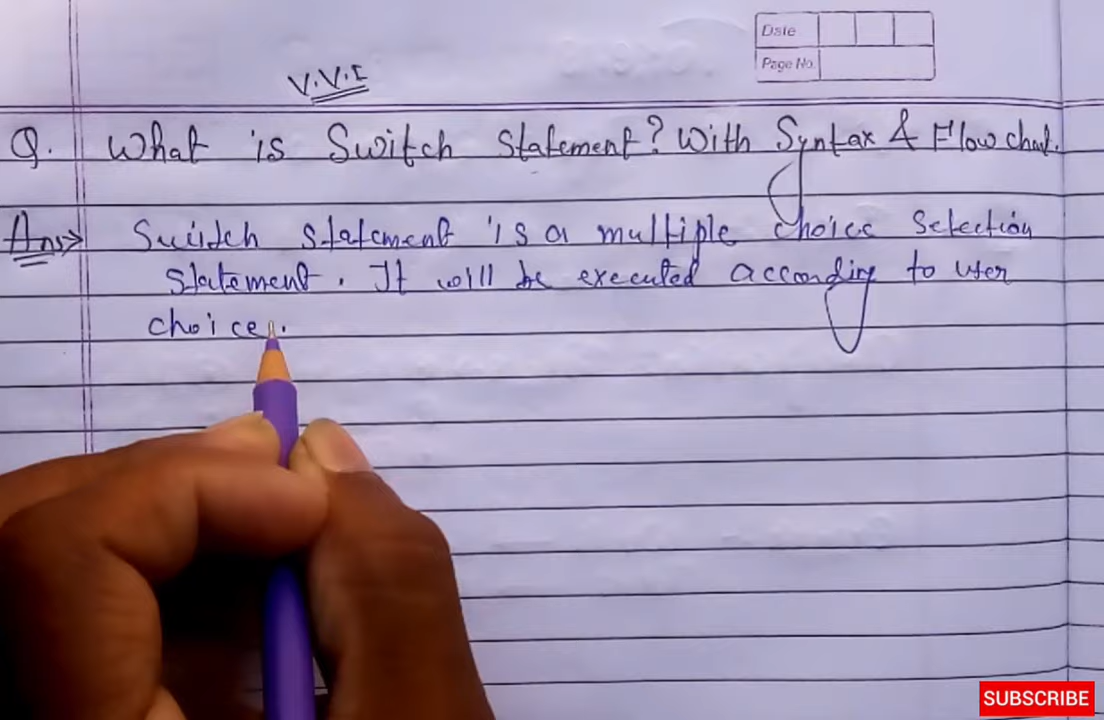 Date
Page No.
V.V.I
Q. What is Switch Statement? With Syntax & Flow chart.
Ans> Switch statement is a multiple choice Selection
statement. It will be executed according to user
choice.
SUBSCRIBE